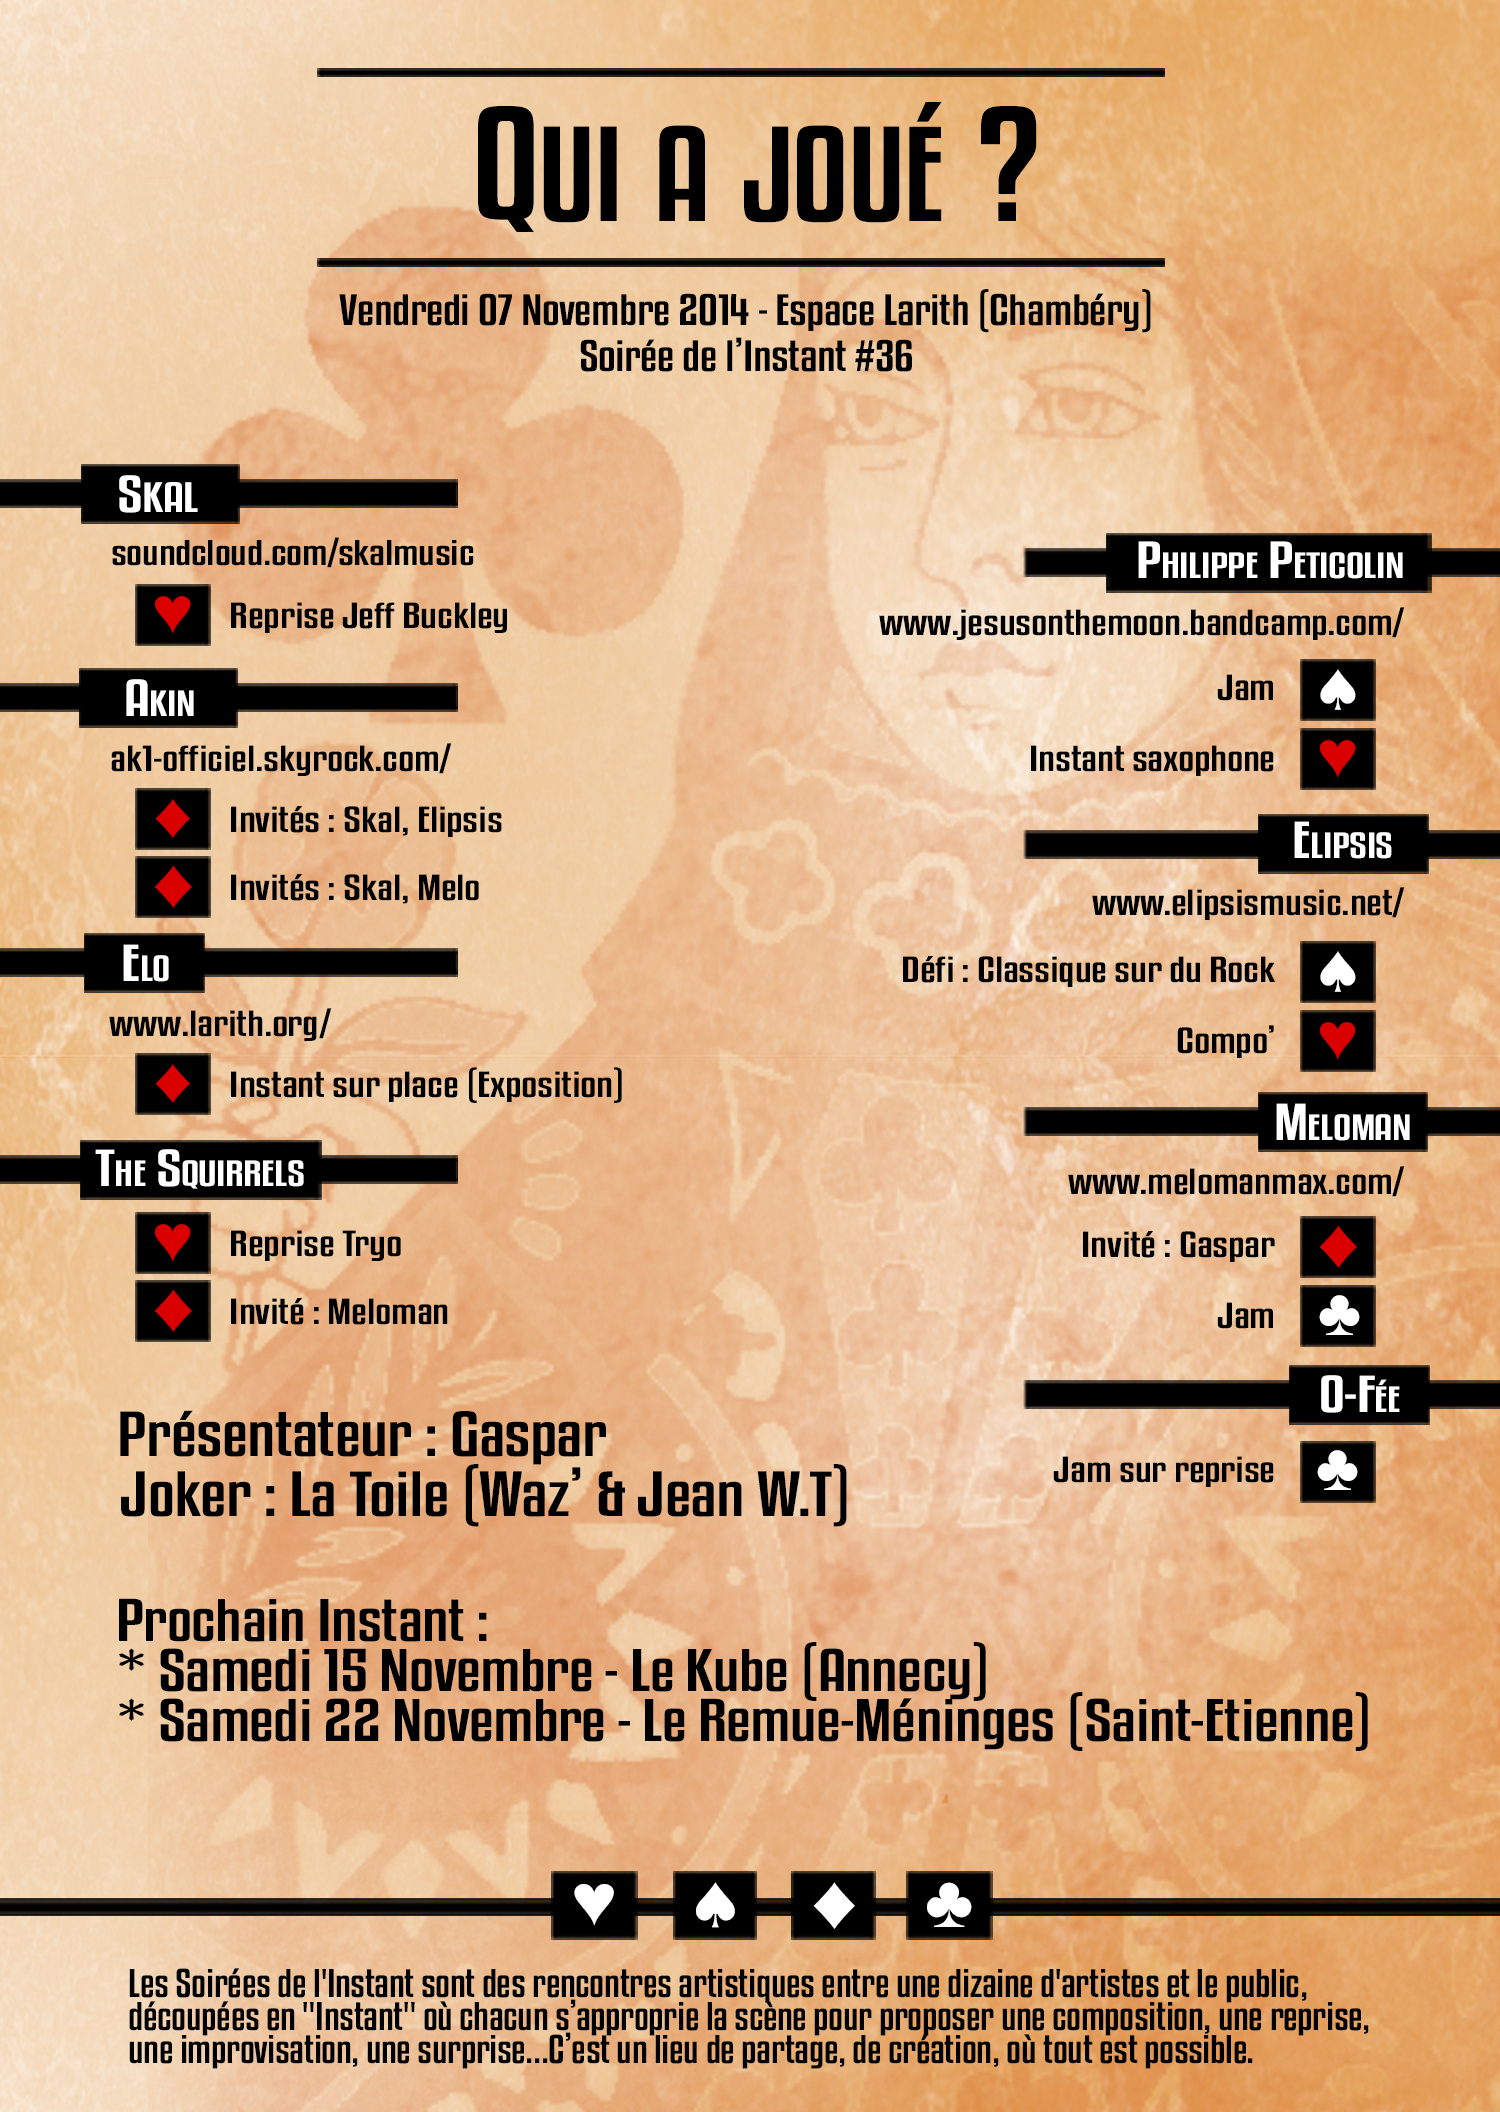 Qui a joué ?
Vendredi 07 Novembre 2014 - Espace Larith (Chambéry)
Soirée de l'Instant #36
Skal
soundcloud.com/skalmusic
Reprise Jeff Buckley
Akin
ak1-officiel.skyrock.com/
Invités : Skal, Elipsis
Invités : Skal, Melo
Elo
www.larith.org/
Instant sur place (Exposition)
The Squirrels
Reprise Tryo
Invité : Meloman
Philippe Peticolin
www.jesusonthemoon.bandcamp.com/
Jam
Instant saxophone
Elipsis
www.elipsismusic.net/
Défi : Classique sur du Rock
Compo'
Meloman
www.melomanmax.com/
Invité : Gaspar
Jam
O-Fée
Jam sur reprise
Présentateur : Gaspar
Joker : La Toile (Waz' & Jean W.T)
Prochain Instant :
* Samedi 15 Novembre - Le Kube (Annecy)
* Samedi 22 Novembre - Le Remue-Méninges (Saint-Etienne)
Les Soirées de l'Instant sont des rençontres artistiques entre une dizaine d'artistes et le public,
découpées en "Instant" où chacun s'approprie la scène pour proposer une composition, une reprise,
une improvisation, une surprise...C'est un lieu de partage, de création, où tout est possible.